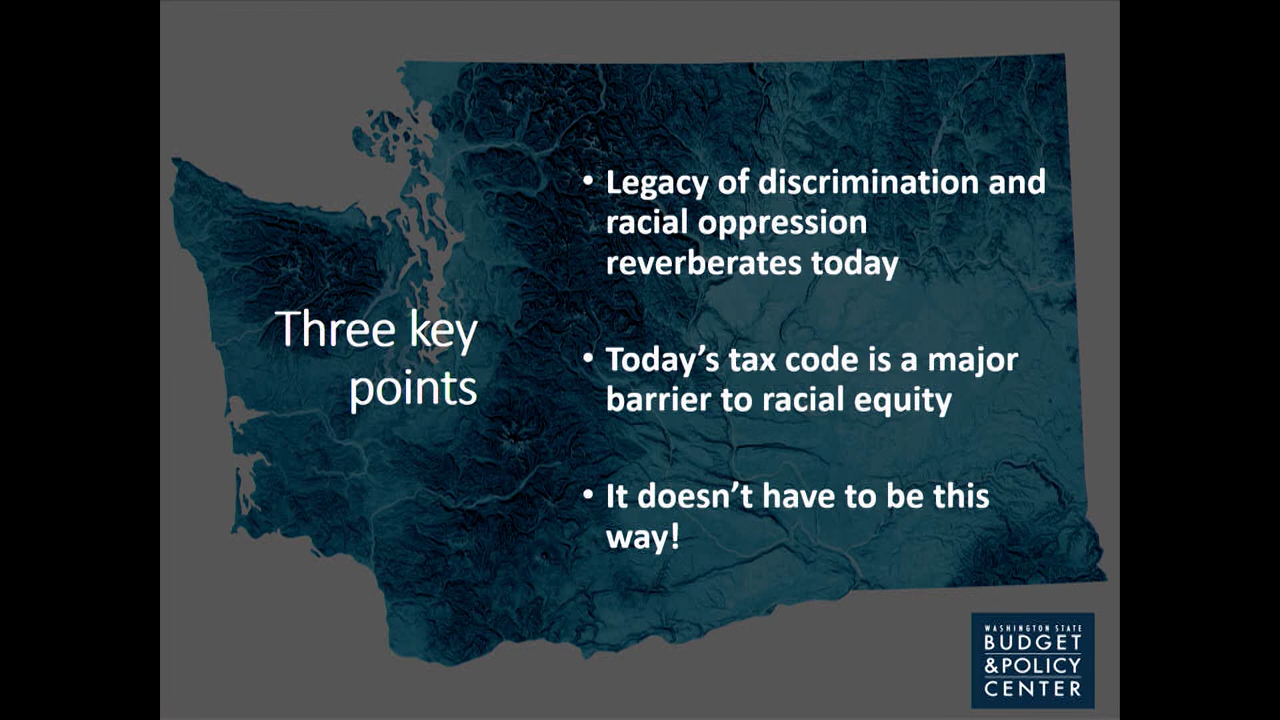 Three key
points
• Legacy of discrimination and
racial oppression
reverberates today
• Today's tax code is a major
barrier to racial equity
• It doesn't have to be this
way!
WASHINGTON STATE
BUDGET
&POLICY
CENTER